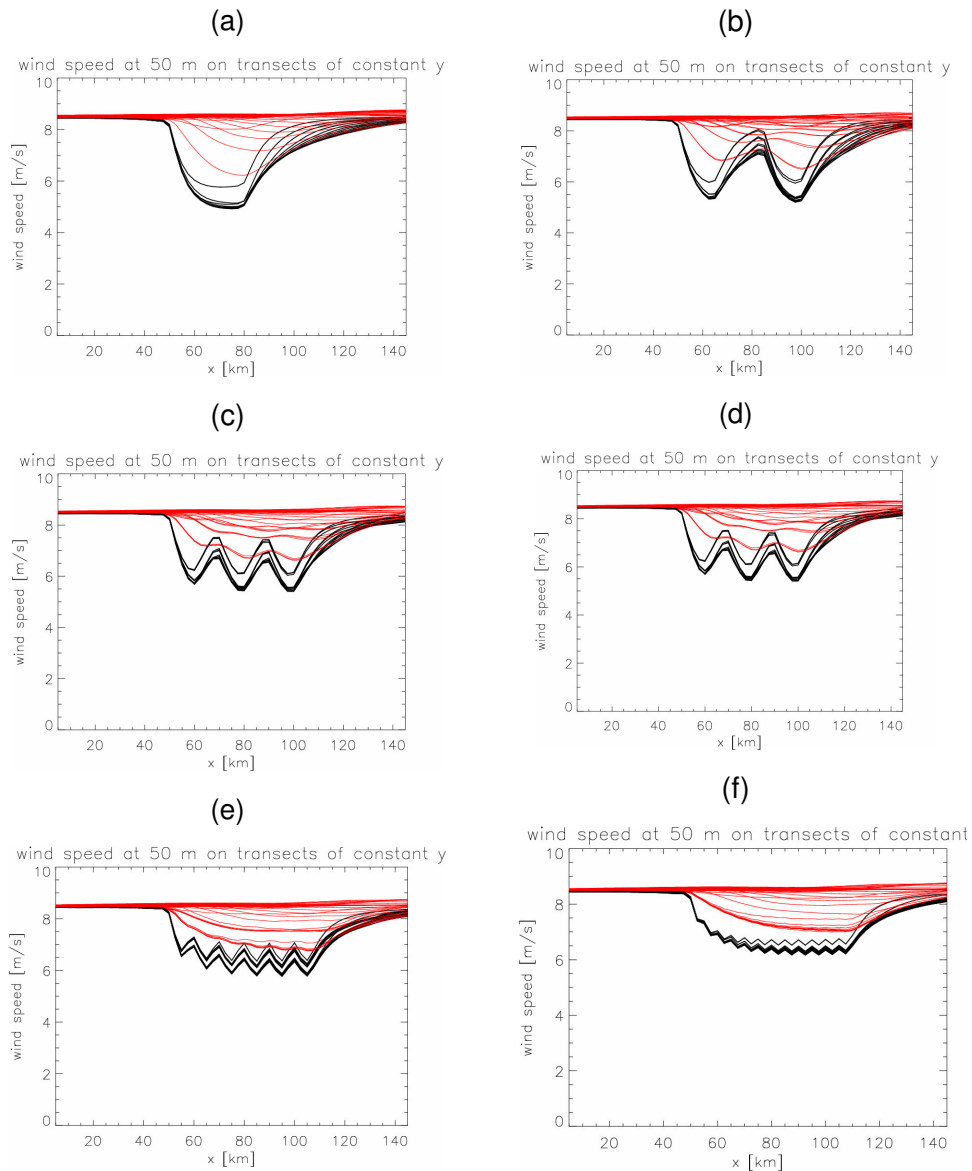 (a)
wind speed at 50 m on transects of constant y
10
8
6
4
2
0
wind speed [m/s]
20 40 60 80 100 120 140
x [km]
(b)
wind speed at 50 m on transects of constant y
10
8
6
4
2
0
wind speed [m/s]
20 40 60 80 100 120 140
x [km]
(c)
wind speed at 50 m on transects of constant y
10
8
6
4
2
0
wind speed [m/s]
20 40 60 80 100 120 140
x [km]
(d)
wind speed at 50 m on transects of constant y
10
8
6
4
2
0
wind speed [m/s]
20 40 60 80 100 120 140
x [km]
(e)
wind speed at 50 m on transects of constant y
10
8
6
4
2
0
wind speed [m/s]
20 40 60 80 100 120 140
x [km]
(f)
wind speed at 50 m on transects of constant
10
8
6
4
2
0
wind speed [m/s]
20 40 60 80 100 120 140
x [km]